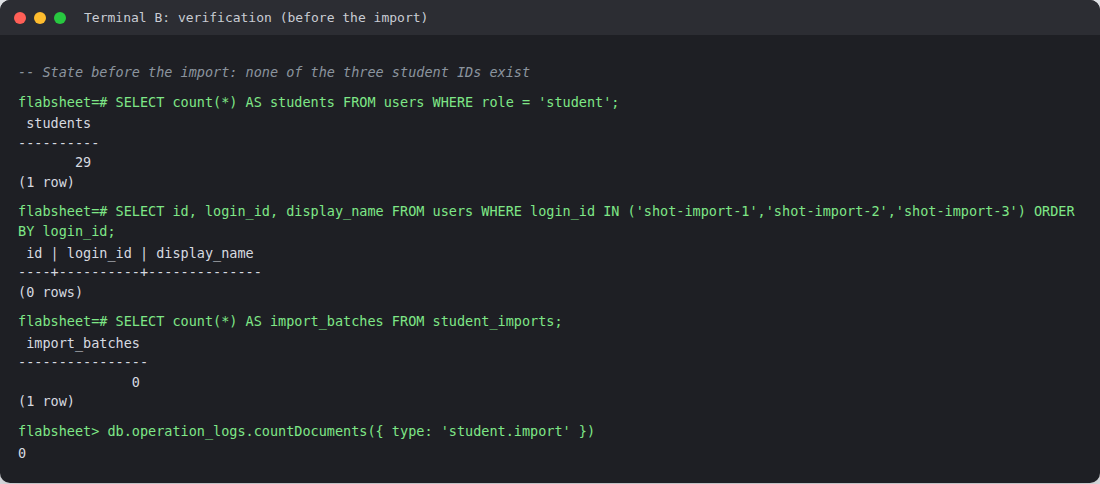 Terminal B: verification (before the import)
-- State before the import: none of the three student IDs exist
flabsheet=# SELECT count(*) AS students FROM users WHERE role = 'student';
 students
----------
       29
(1 row)
flabsheet=# SELECT id, login_id, display_name FROM users WHERE login_id IN ('shot-import-1','shot-import-2','shot-import-3') ORDER
BY login_id;
 id | login_id | display_name
----+----------+--------------
(0 rows)
flabsheet=# SELECT count(*) AS import_batches FROM student_imports;
 import_batches
----------------
              0
(1 row)
flabsheet> db.operation_logs.countDocuments({ type: 'student.import' })
0